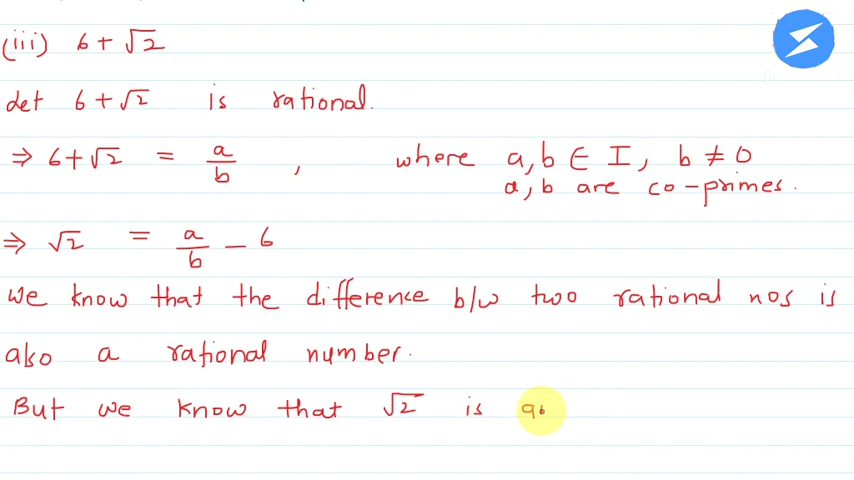 (iii) 6 + √2
Let 6 + √2 is rational.
⇒ 6 + √2 = a/b , where a, b ∈ I, b ≠ 0
a, b are co-primes.
⇒ √2 = a/b - 6
We know that the difference b/w two rational nos is
also a rational number.
But we know that √2 is